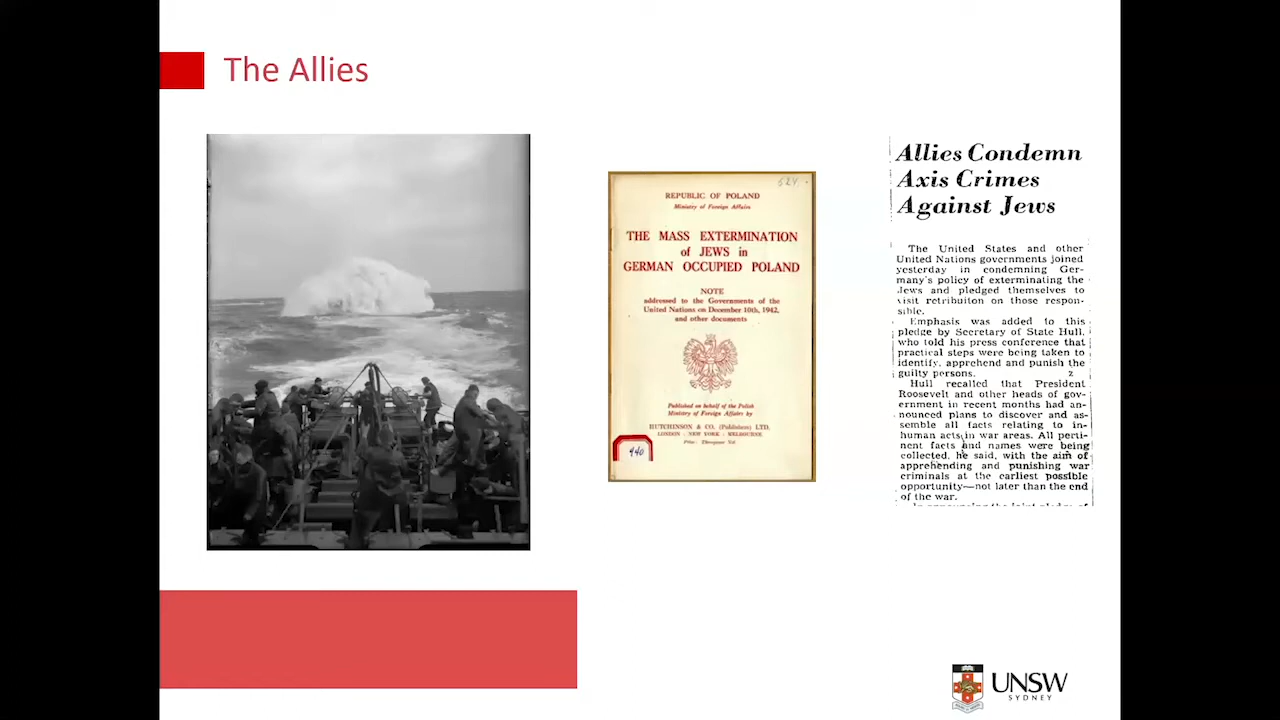 The Allies
524.
REPUBLIC OF POLAND
Ministry of Foreign Affairs
THE MASS EXTERMINATION
of JEWS in
GERMAN OCCUPIED POLAND
NOTE
addressed to the Governments of the
United Nations on December 10th, 1942,
and other documents
Published on behalf of the Polish
Ministry of Foreign Affairs by
HUTCHINSON & CO. (Publishers) LTD.
LONDON : NEW YORK : MELBOURNE
Price: Threepence Net
440
Allies Condemn
Axis Crimes
Against Jews
The United States and other
United Nations governments joined
yesterday in condemning Ger-
many's policy of exterminating the
Jews and pledged themselves to
visit retribuiton on those respon-
sible.
Emphasis was added to this
pledge by Secretary of State Hull,
who told his press conference that
practical steps were being taken to
identify, apprehend and punish the
guilty persons. 2
Hull recalled that President
Roosevelt and other heads of gov-
ernment in recent months had an-
nounced plans to discover and as-
semble all facts relating to in-
human acts in war areas. All perti-
nent facts and names were being
collected, he said, with the aim of
apprehending and punishing war
criminals at the earliest possible
opportunity—not later than the end
of the war.
UNSW
SYDNEY